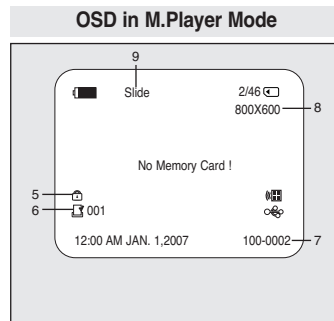 OSD in M.Player Mode
9
Slide 2/46
800X600 8
No Memory Card !
5
6 001
12:00 AM JAN. 1,2007 100-0002 7